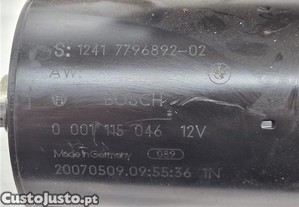 S: 1241 7796892-02
AW:
BOSCH
0 001 115 046 12V
Made in Germany 089
20070509.09:55:36 1N
CustoJusto.pt